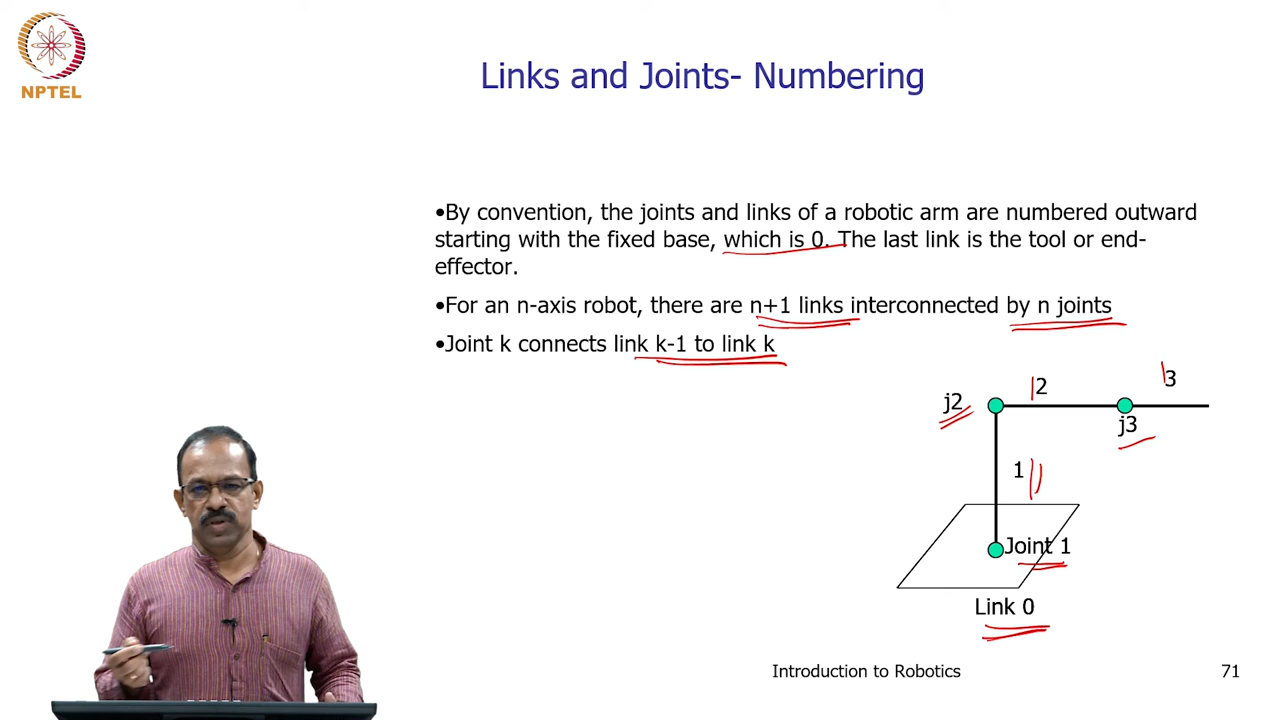 NPTEL
Links and Joints- Numbering
•By convention, the joints and links of a robotic arm are numbered outward
starting with the fixed base, which is 0. The last link is the tool or end-
effector.
•For an n-axis robot, there are n+1 links interconnected by n joints
•Joint k connects link k-1 to link k
3
2
j2
j3
1
Joint 1
Link 0
Introduction to Robotics
71